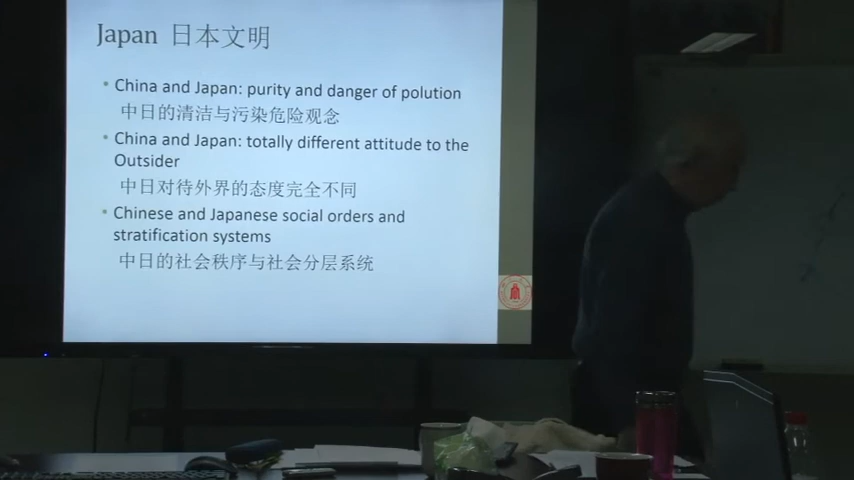 Japan 日本文明
China and Japan: purity and danger of polution
中日的清洁与污染危险观念
China and Japan: totally different attitude to the
Outsider
中日对待外界的态度完全不同
Chinese and Japanese social orders and
stratification systems
中日的社会秩序与社会分层系统